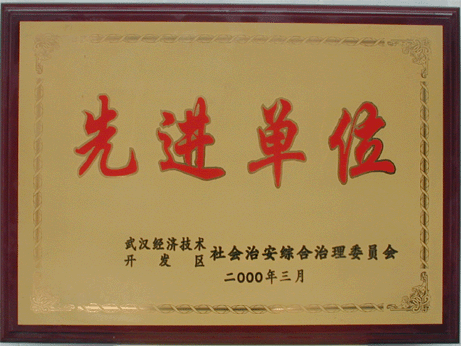 先进单位
武汉经济技术
开发区
社会治安综合治理委员会
二000年三月